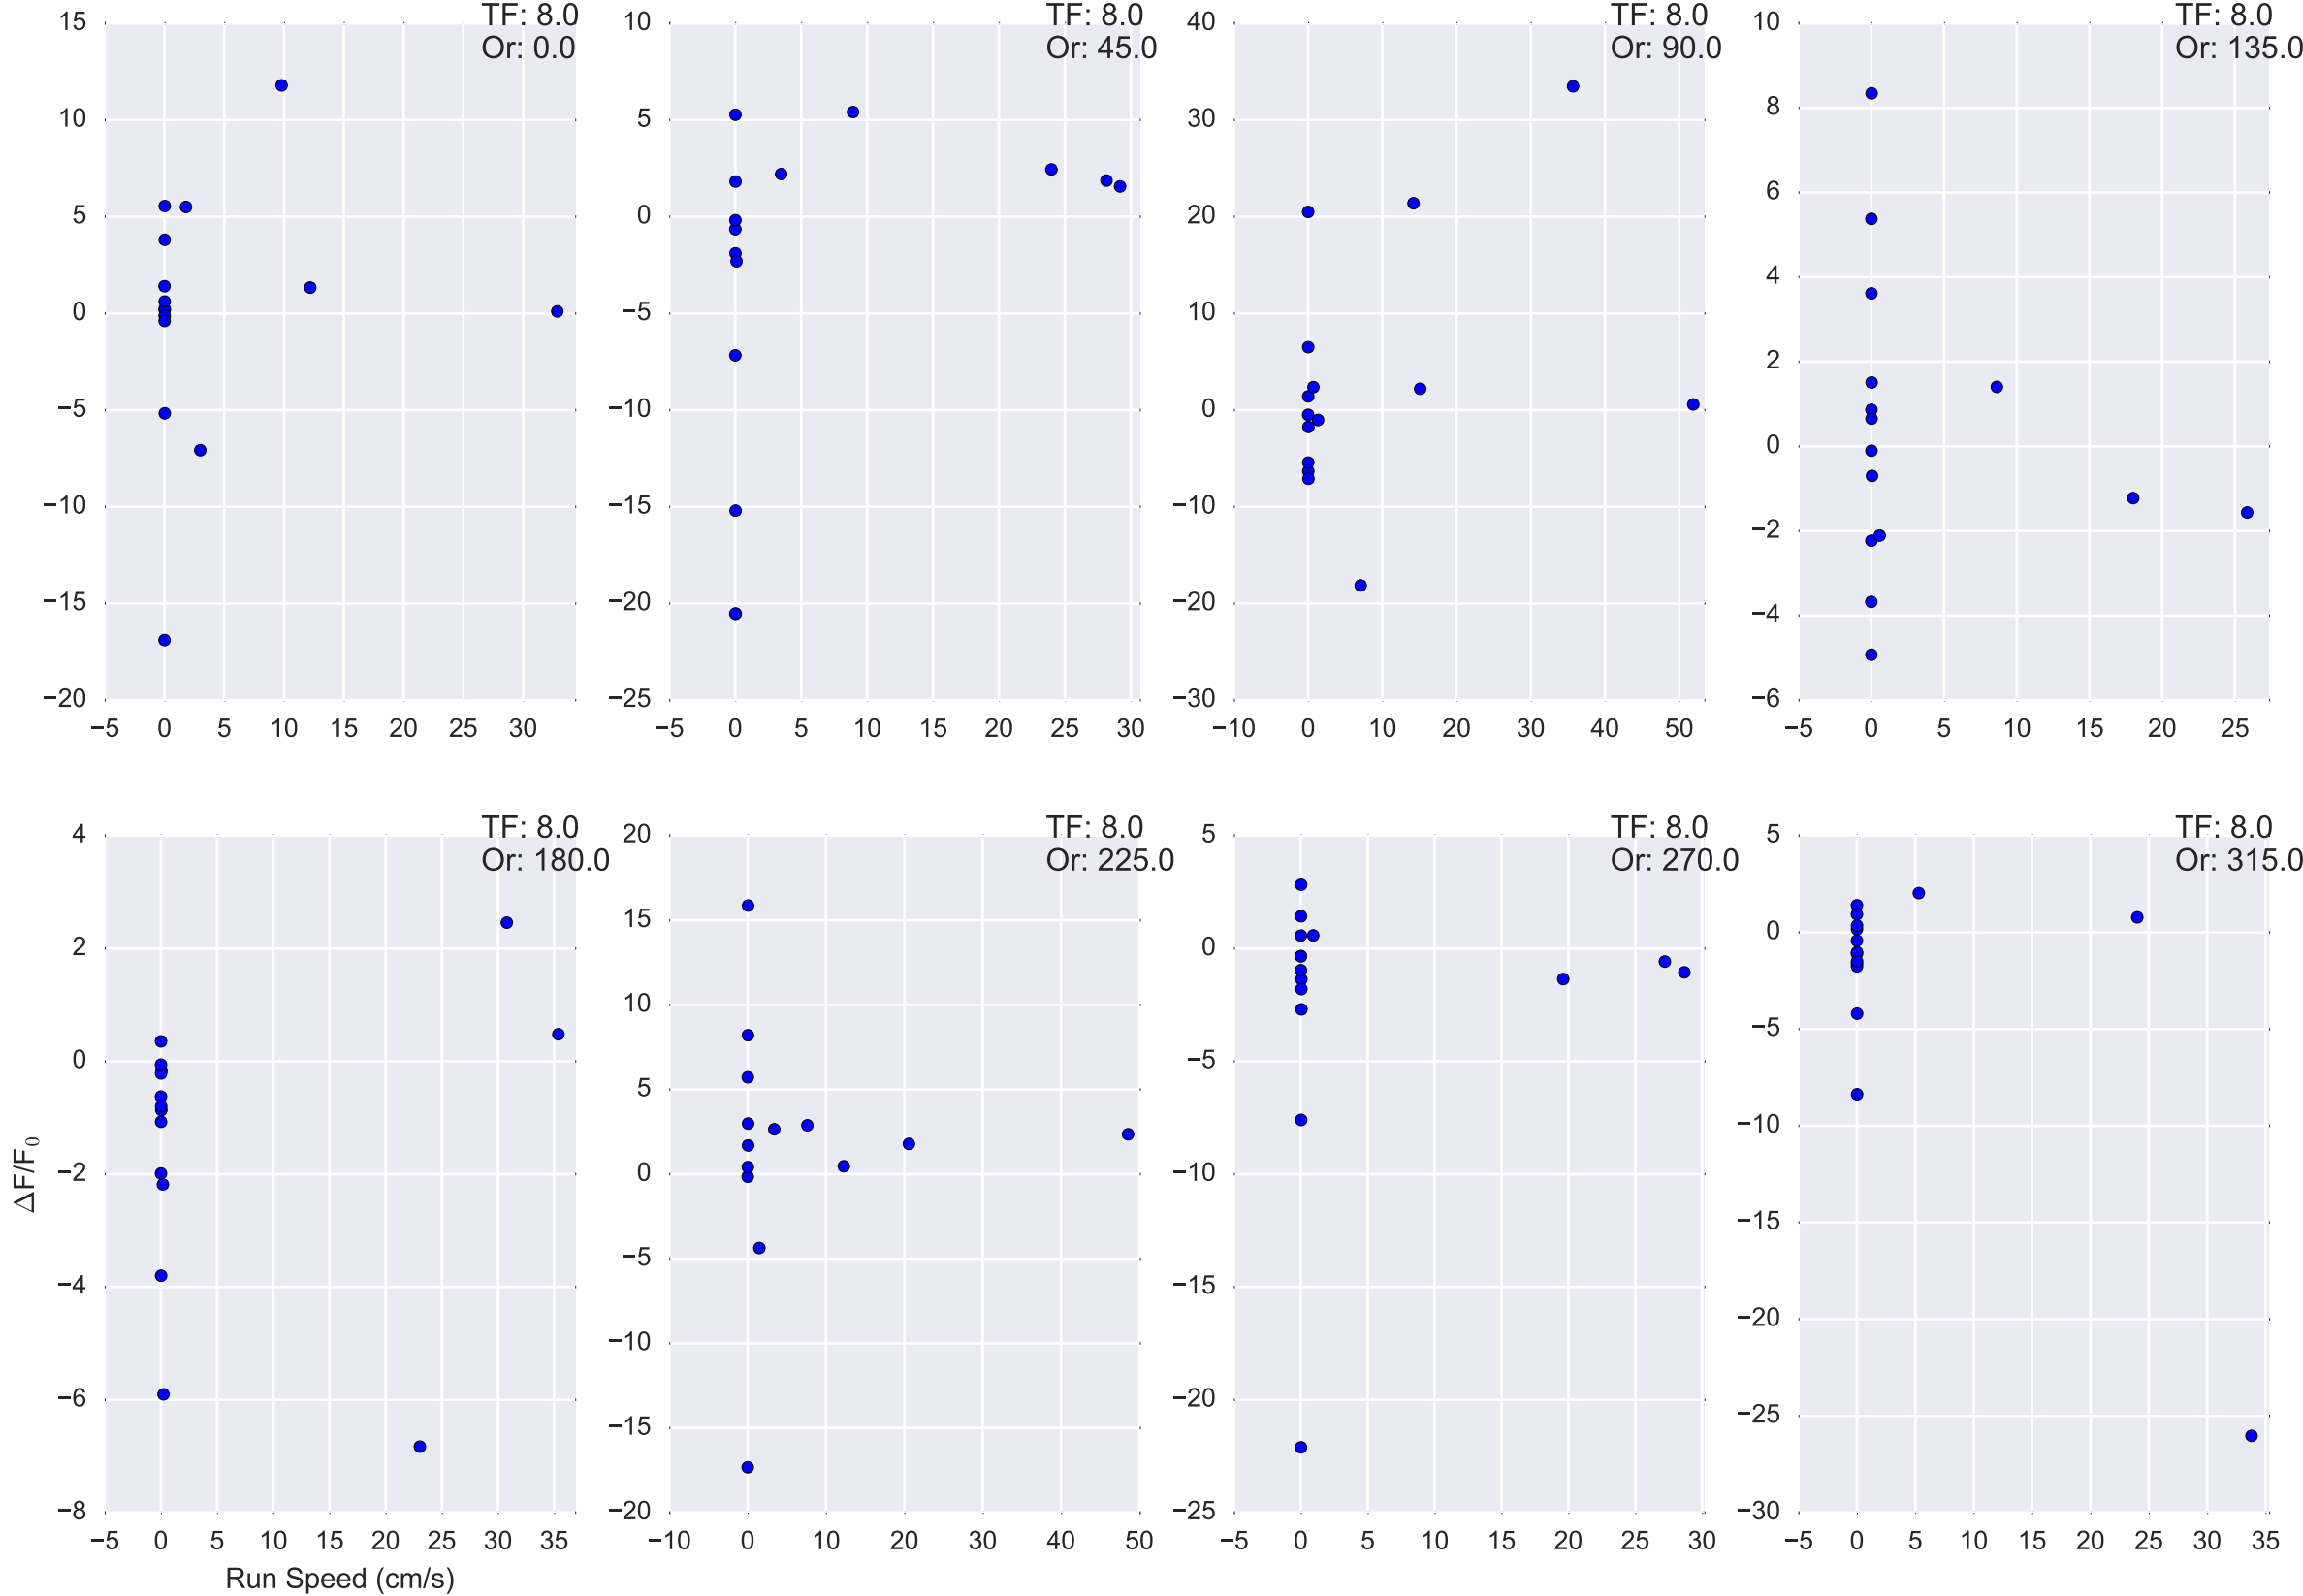 TF: 8.0
Or: 0.0
15
10
5
0
−5
−10
−15
−20
−5 0 5 10 15 20 25 30
TF: 8.0
Or: 45.0
10
5
0
−5
−10
−15
−20
−25
−5 0 5 10 15 20 25 30
TF: 8.0
Or: 90.0
40
30
20
10
0
−10
−20
−30
−10 0 10 20 30 40 50
TF: 8.0
Or: 135.0
10
8
6
4
2
0
−2
−4
−6
−5 0 5 10 15 20 25
TF: 8.0
Or: 180.0
4
2
0
−2
−4
−6
−8
−5 0 5 10 15 20 25 30 35
Run Speed (cm/s)
ΔF/F₀
TF: 8.0
Or: 225.0
20
15
10
5
0
−5
−10
−15
−20
−10 0 10 20 30 40 50
TF: 8.0
Or: 270.0
5
0
−5
−10
−15
−20
−25
−5 0 5 10 15 20 25 30
TF: 8.0
Or: 315.0
5
0
−5
−10
−15
−20
−25
−30
−5 0 5 10 15 20 25 30 35